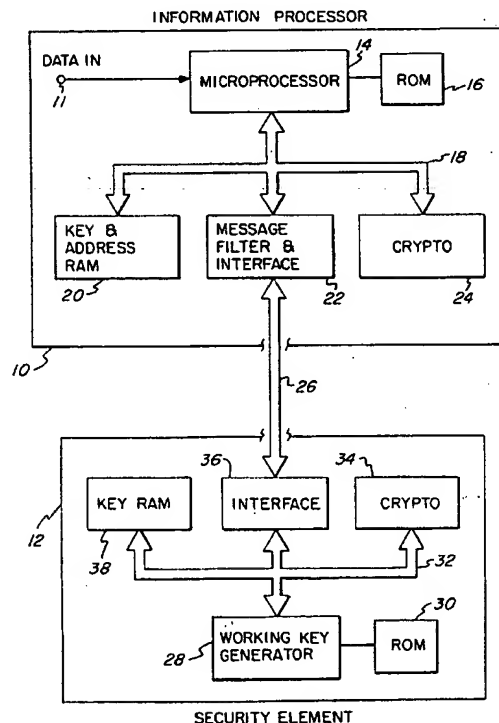 INFORMATION PROCESSOR
DATA IN
11
14
MICROPROCESSOR
ROM
16
18
KEY &
ADDRESS
RAM
20
MESSAGE
FILTER &
INTERFACE
22
CRYPTO
24
10
26
12
36
34
KEY RAM
38
INTERFACE
CRYPTO
32
30
28
WORKING KEY
GENERATOR
ROM
SECURITY ELEMENT